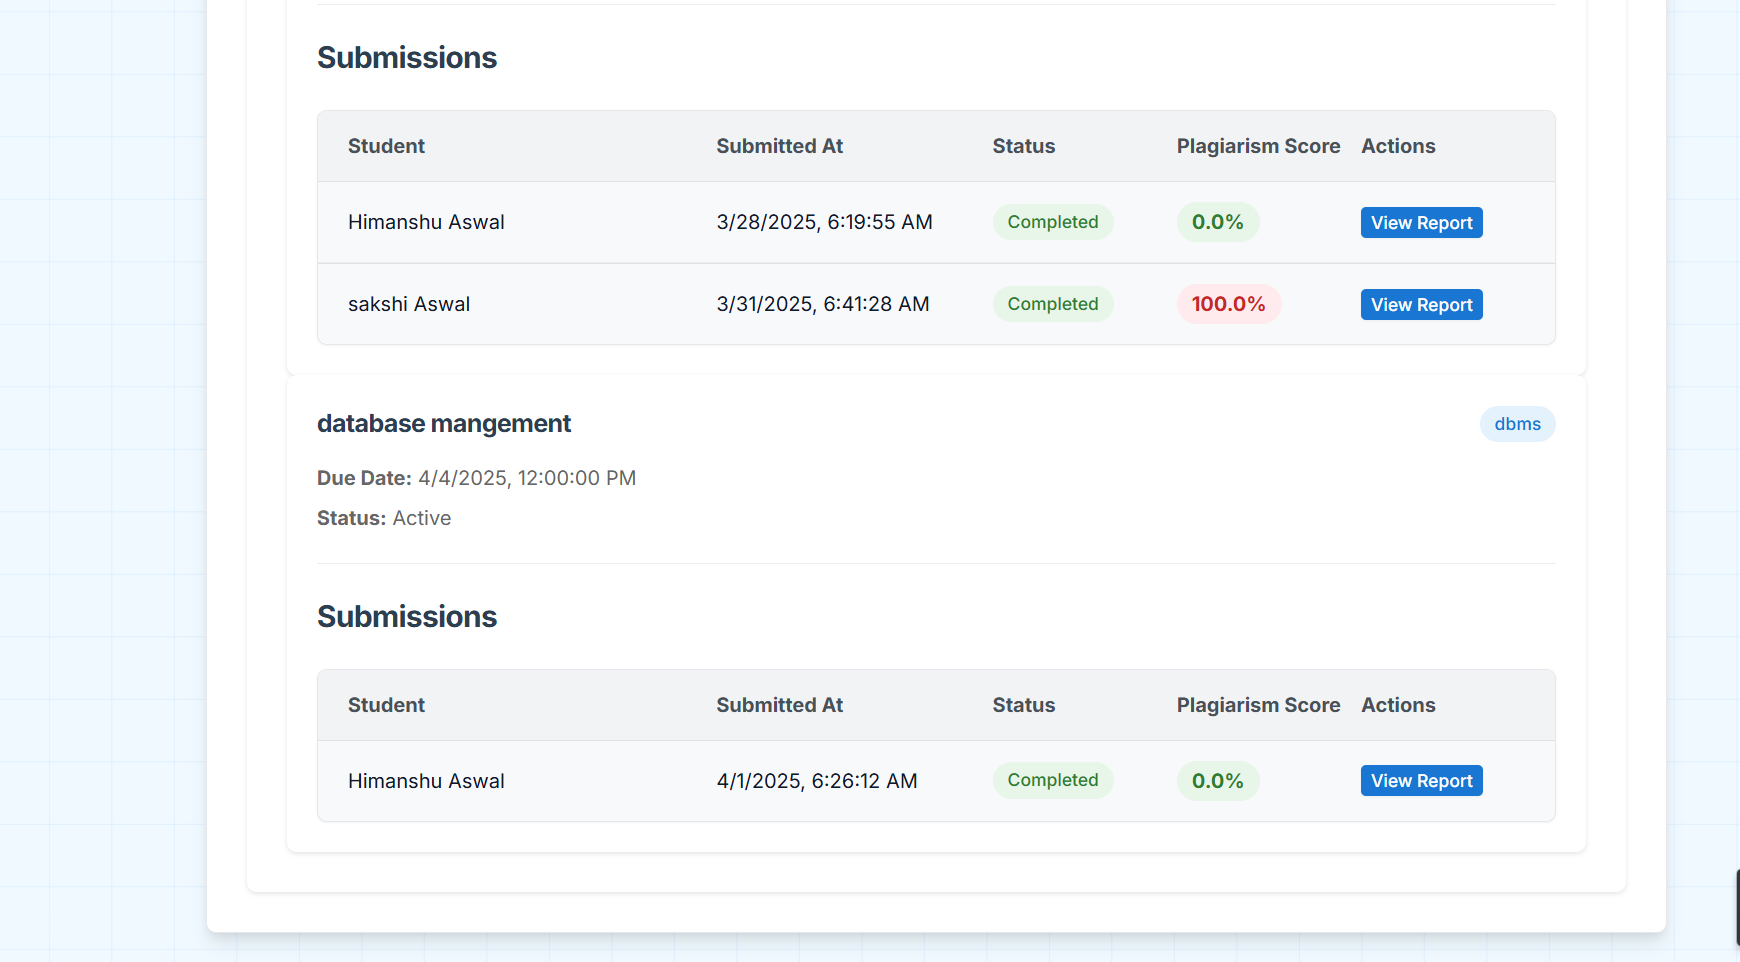 Submissions
Student Submitted At Status Plagiarism Score Actions
Himanshu Aswal 3/28/2025, 6:19:55 AM Completed 0.0% View Report
sakshi Aswal 3/31/2025, 6:41:28 AM Completed 100.0% View Report
database mangement dbms
Due Date: 4/4/2025, 12:00:00 PM
Status: Active
Submissions
Student Submitted At Status Plagiarism Score Actions
Himanshu Aswal 4/1/2025, 6:26:12 AM Completed 0.0% View Report